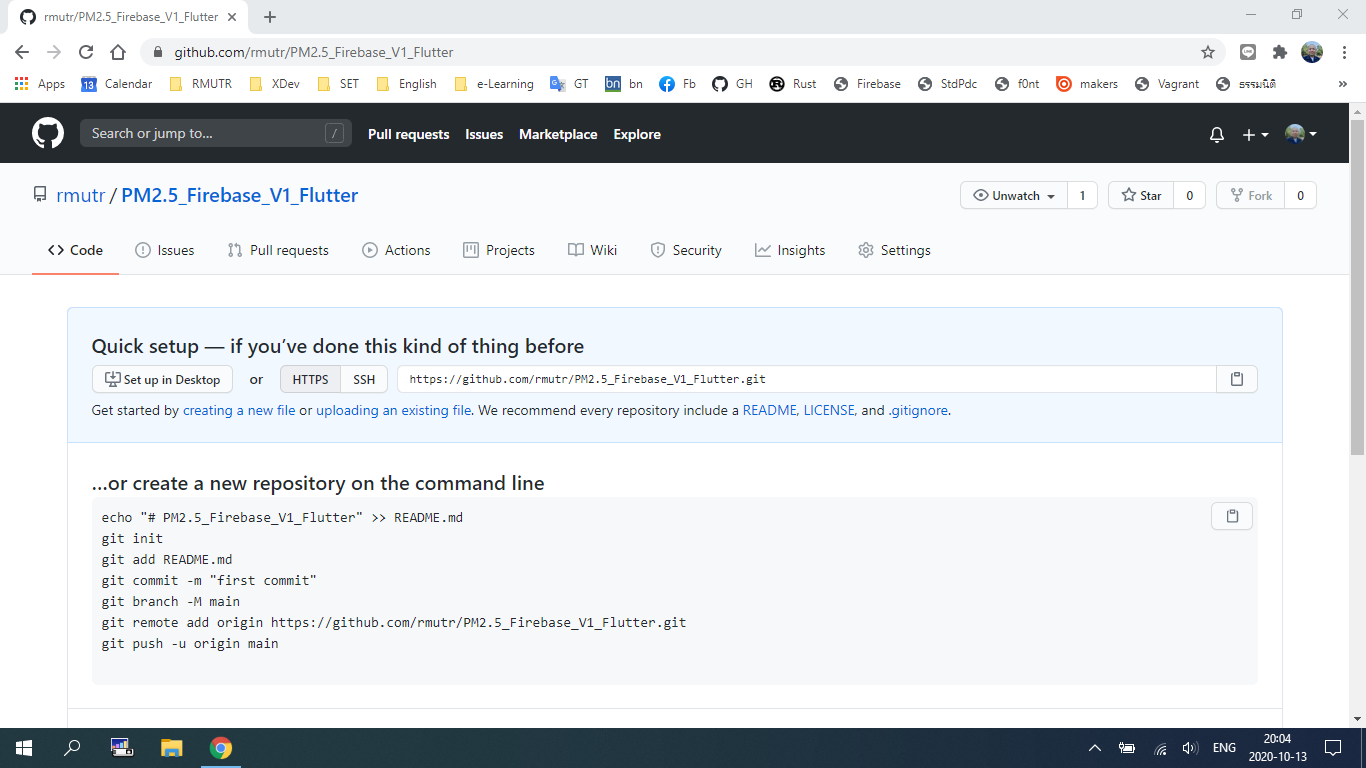 rmutr/PM2.5_Firebase_V1_Flutter
github.com/rmutr/PM2.5_Firebase_V1_Flutter
Apps 13 Calendar RMUTR XDev SET English e-Learning GT bn bn Fb GH Rust Firebase StdPdc f0nt makers Vagrant ธรรมนิติ »
Search or jump to... / Pull requests Issues Marketplace Explore
rmutr / PM2.5_Firebase_V1_Flutter Unwatch 1 Star 0 Fork 0
Code Issues Pull requests Actions Projects Wiki Security Insights Settings
Quick setup — if you’ve done this kind of thing before
Set up in Desktop or HTTPS SSH https://github.com/rmutr/PM2.5_Firebase_V1_Flutter.git
Get started by creating a new file or uploading an existing file. We recommend every repository include a README, LICENSE, and .gitignore.
…or create a new repository on the command line
echo "# PM2.5_Firebase_V1_Flutter" >> README.md
git init
git add README.md
git commit -m "first commit"
git branch -M main
git remote add origin https://github.com/rmutr/PM2.5_Firebase_V1_Flutter.git
git push -u origin main
ENG 20:04
2020-10-13